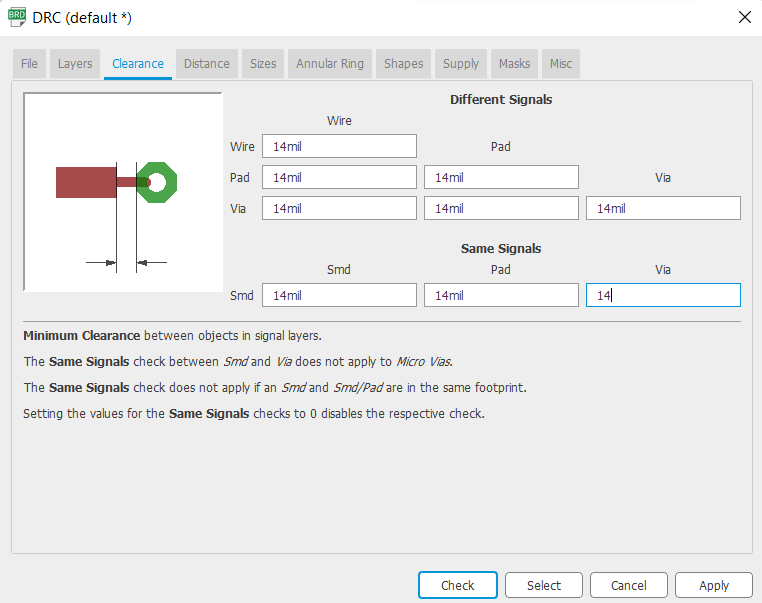 BRD DRC (default *)
File Layers Clearance Distance Sizes Annular Ring Shapes Supply Masks Misc
Different Signals
Wire
Wire 14mil Pad
Pad 14mil 14mil Via
Via 14mil 14mil 14mil
Same Signals
Smd Pad Via
Smd 14mil 14mil 14
Minimum Clearance between objects in signal layers.
The Same Signals check between Smd and Via does not apply to Micro Vias.
The Same Signals check does not apply if an Smd and Smd/Pad are in the same footprint.
Setting the values for the Same Signals checks to 0 disables the respective check.
Check Select Cancel Apply